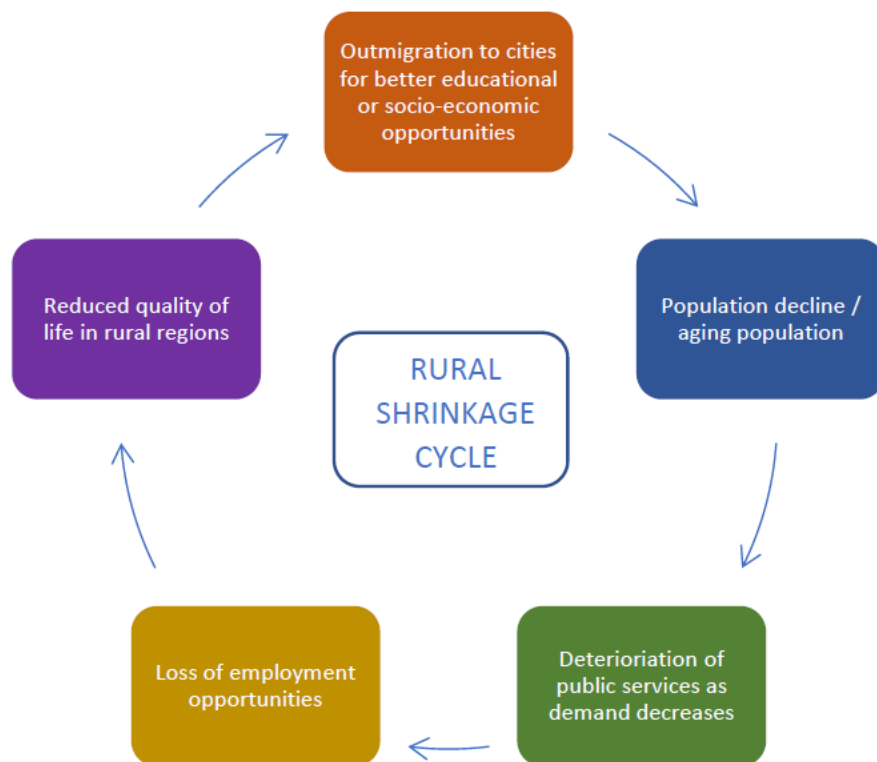 Outmigration to cities
for better educational
or socio-economic
opportunities
Population decline /
aging population
Deterioriation of
public services as
demand decreases
Loss of employment
opportunities
Reduced quality of
life in rural regions
RURAL
SHRINKAGE
CYCLE